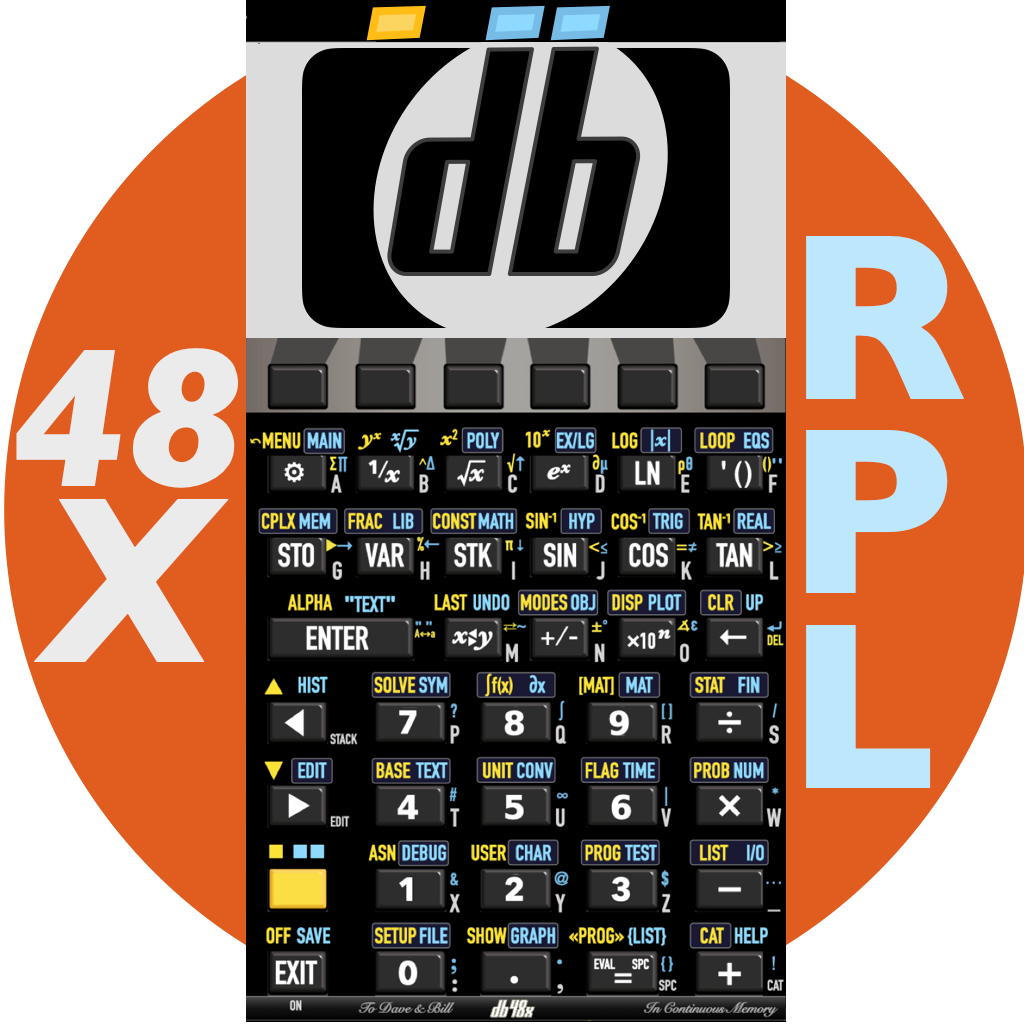 db
48
X
R
P
L
MENU MAIN yˣ ˣ√y x² POLY 10ˣ EX/LG LOG |x| LOOP EQS
⚙ Σ∏ A 1/x ^Δ B √x √↑ C eˣ ∂μ D LN ρθ E ' () F
CPLX MEM FRAC LIB CONST MATH SIN⁻¹ HYP COS⁻¹ TRIG TAN⁻¹ REAL
STO ▶→ G VAR %← H STK π↓ I SIN <≤ J COS =≠ K TAN >≥ L
ALPHA "TEXT" LAST UNDO MODES OBJ DISP PLOT CLR UP
ENTER A↔a x⇄y M +/- ±° N ×10ⁿ ∡ε O ← ↵ DEL
▲ HIST SOLVE SYM ∫f(x) ∂x [MAT] MAT STAT FIN
◀ STACK 7 ? P 8 ∫ Q 9 [] R ÷ / S
▼ EDIT BASE TEXT UNIT CONV FLAG TIME PROB NUM
▶ EDIT 4 # T 5 ∞ U 6 | V × * W
ASN DEBUG USER CHAR PROG TEST LIST I/O
1 & X 2 @ Y 3 $ Z − … _
OFF SAVE SETUP FILE SHOW GRAPH «PROG» {LIST} CAT HELP
EXIT 0 ; : . · , EVAL SPC = {} SPC + ! CAT
ON To Dave & Bill db48x In Continuous Memory